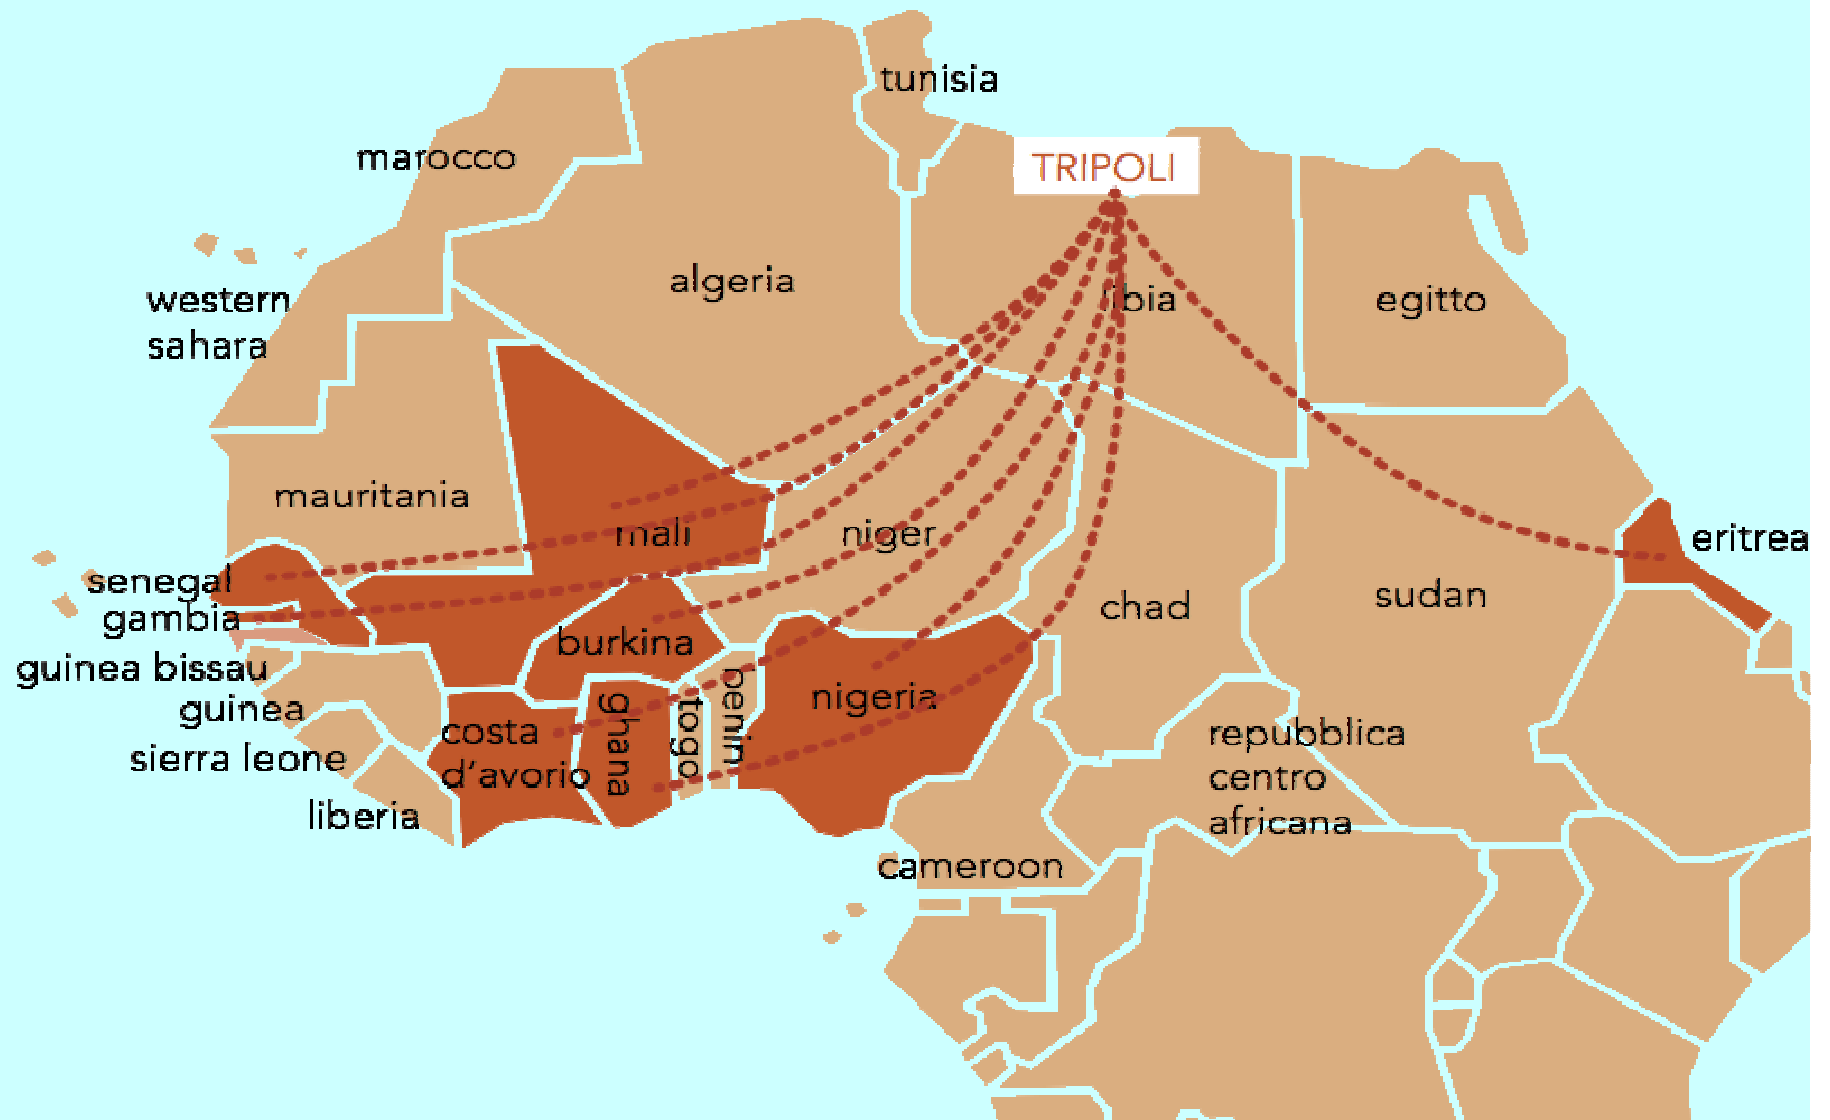 tunisia
marocco
TRIPOLI
algeria
libia
egitto
western
sahara
mauritania
mali
niger
eritrea
senegal
gambia
chad
sudan
burkina
guinea bissau
guinea
nigeria
ghana
togo
benin
costa
d'avorio
sierra leone
liberia
repubblica
centro
africana
cameroon